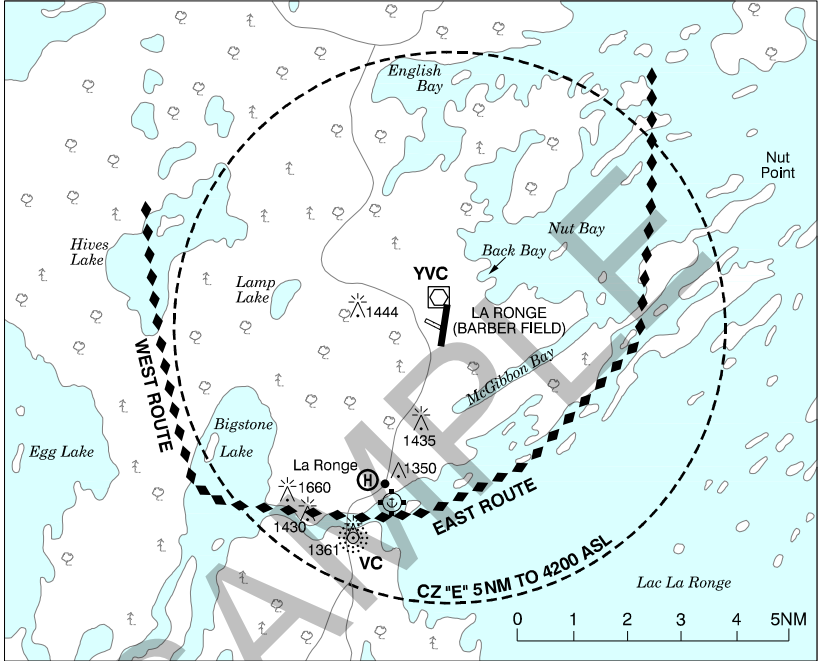 English
Bay
Nut
Point
Nut Bay
Hives
Lake
Back Bay
YVC
Lamp
Lake
1444
LA RONGE
(BARBER FIELD)
WEST ROUTE
McGibbon Bay
Bigstone
Lake
1435
Egg Lake
La Ronge
H
1350
1660
EAST ROUTE
1430
1361
VC
CZ "E" 5 NM TO 4200 ASL
Lac La Ronge
0 1 2 3 4 5NM
SAMPLE